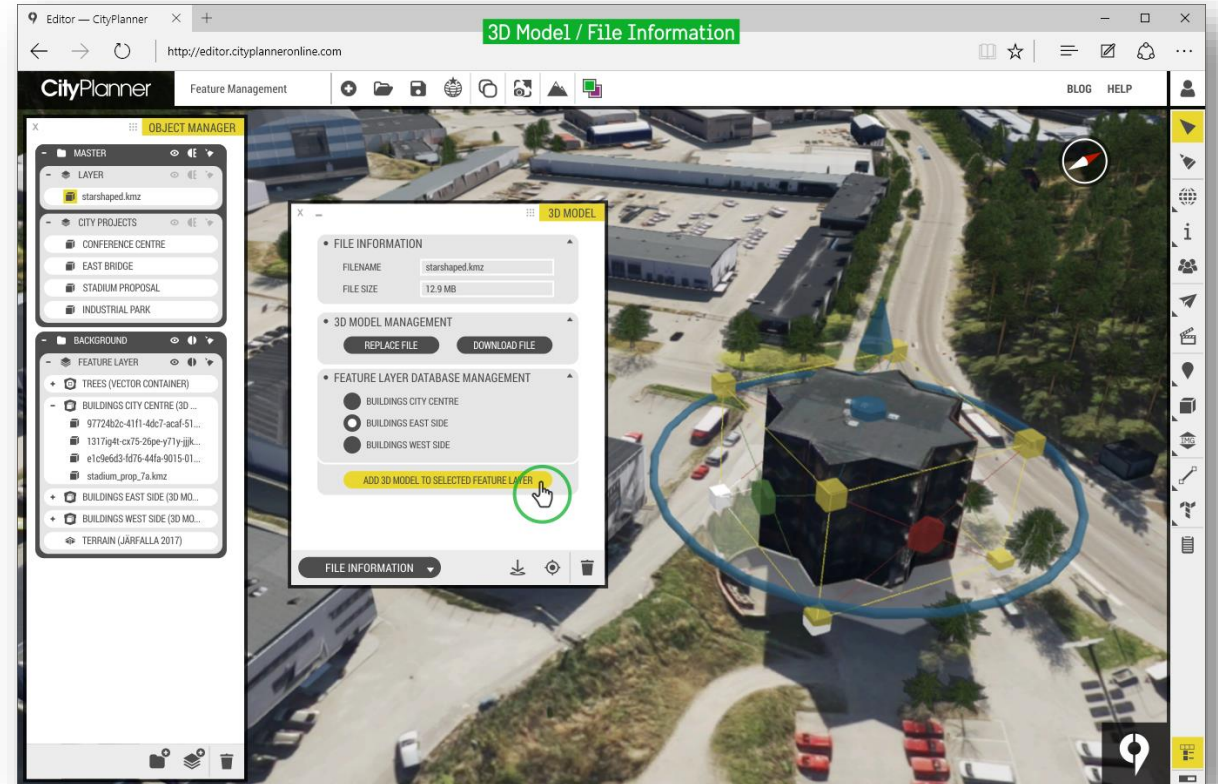 Editor — CityPlanner
3D Model / File Information
http://editor.cityplanneronline.com
CityPlanner
Feature Management
BLOG HELP
OBJECT MANAGER
MASTER
LAYER
starshaped.kmz
CITY PROJECTS
CONFERENCE CENTRE
EAST BRIDGE
STADIUM PROPOSAL
INDUSTRIAL PARK
BACKGROUND
FEATURE LAYER
TREES (VECTOR CONTAINER)
BUILDINGS CITY CENTRE (3D ...
97724b2c-41f1-4dc7-acaf-51...
1317ig4t-cx75-26pe-y71y-jjjk...
e1c9e6d3-fd76-44fa-9015-01...
stadium_prop_7a.kmz
BUILDINGS EAST SIDE (3D MO...
BUILDINGS WEST SIDE (3D MO...
TERRAIN (JÄRFALLA 2017)
3D MODEL
FILE INFORMATION
FILENAME starshaped.kmz
FILE SIZE 12.9 MB
3D MODEL MANAGEMENT
REPLACE FILE DOWNLOAD FILE
FEATURE LAYER DATABASE MANAGEMENT
BUILDINGS CITY CENTRE
BUILDINGS EAST SIDE
BUILDINGS WEST SIDE
ADD 3D MODEL TO SELECTED FEATURE LAYER
FILE INFORMATION
i
IMG